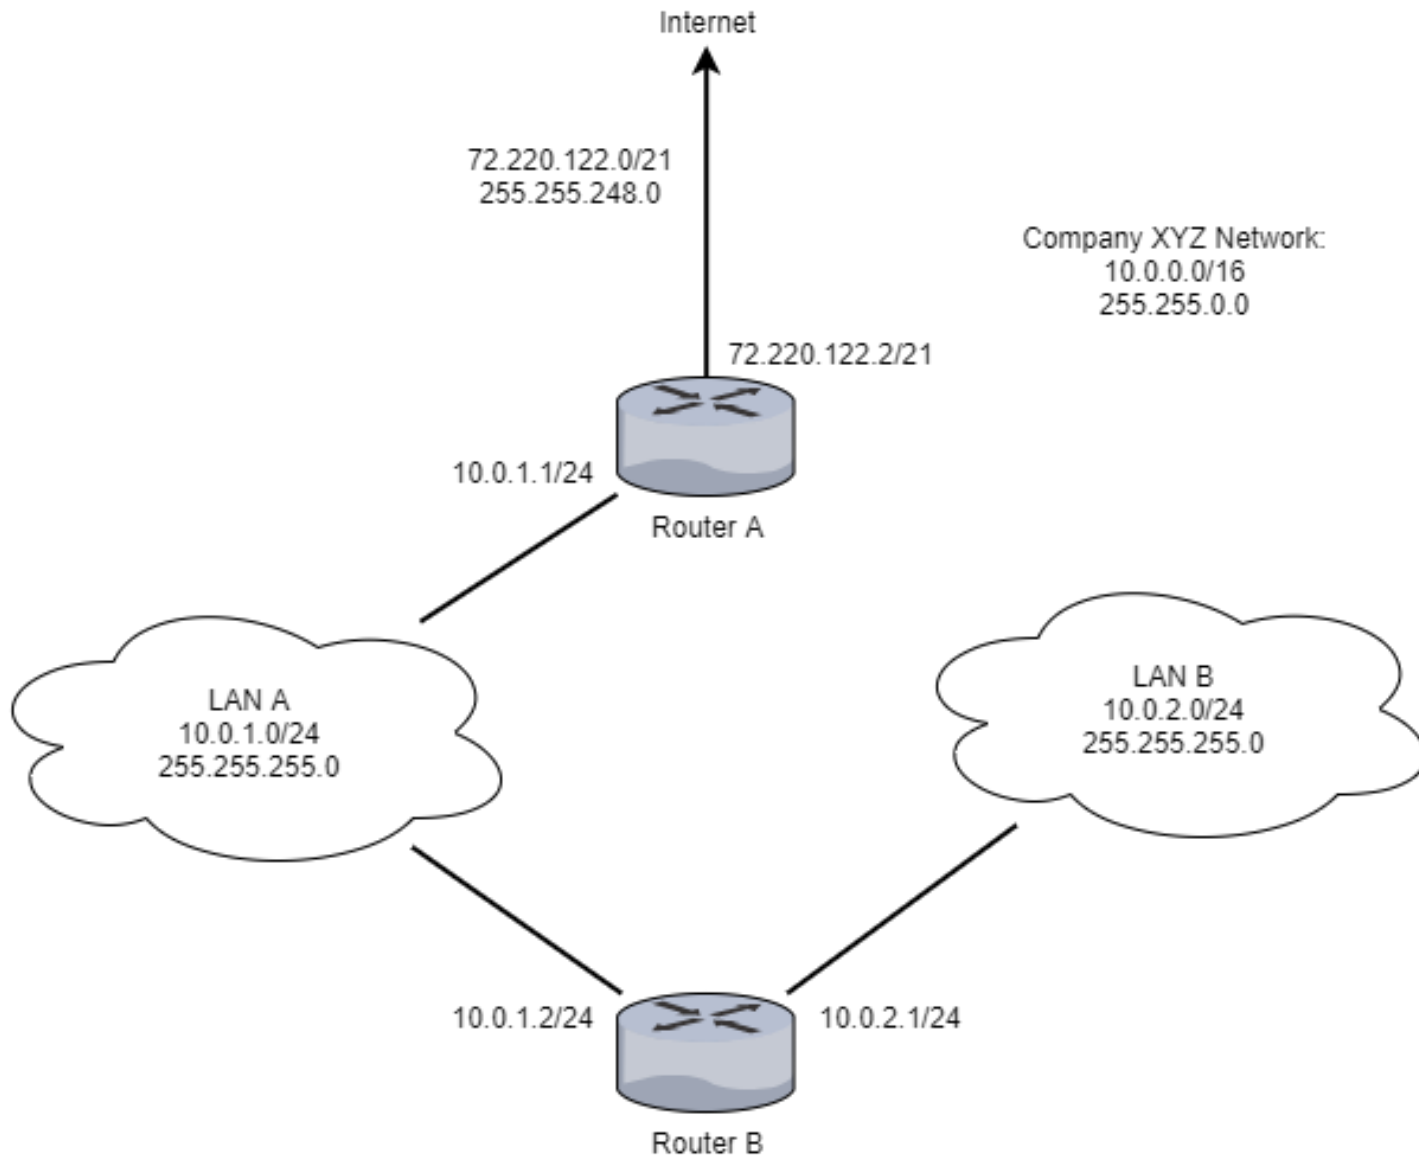 Internet
72.220.122.0/21
255.255.248.0
Company XYZ Network:
10.0.0.0/16
255.255.0.0
72.220.122.2/21
10.0.1.1/24
Router A
LAN A
10.0.1.0/24
255.255.255.0
LAN B
10.0.2.0/24
255.255.255.0
10.0.1.2/24
10.0.2.1/24
Router B